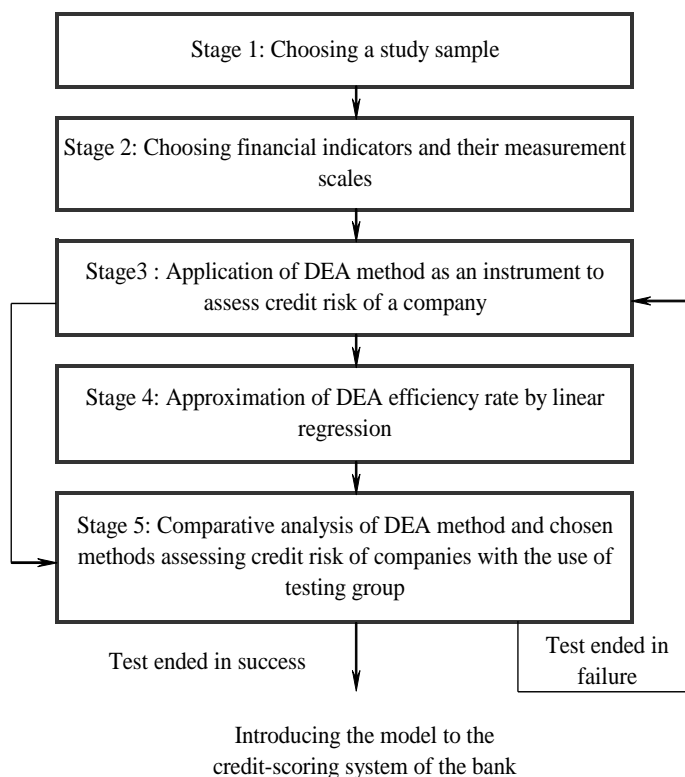 Stage 1: Choosing a study sample
Stage 2: Choosing financial indicators and their measurement
scales
Stage3 : Application of DEA method as an instrument to
assess credit risk of a company
Stage 4: Approximation of DEA efficiency rate by linear
regression
Stage 5: Comparative analysis of DEA method and chosen
methods assessing credit risk of companies with the use of
testing group
Test ended in success
Test ended in
failure
Introducing the model to the
credit-scoring system of the bank